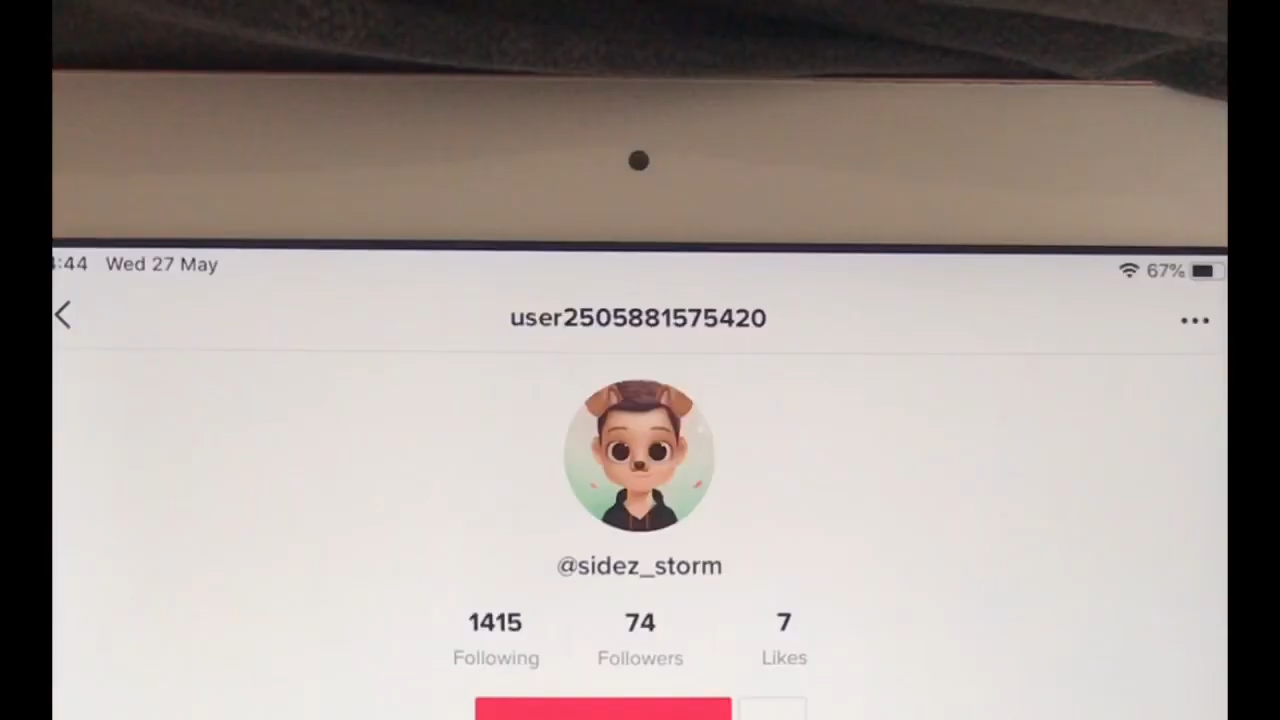 :44 Wed 27 May 67%
user2505881575420
@sidez_storm
1415 74 7
Following Followers Likes